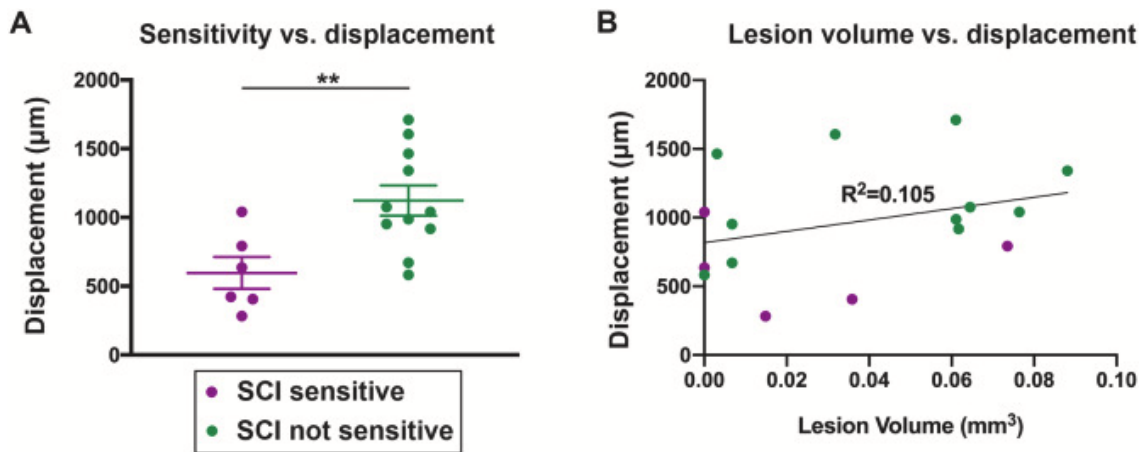 A
Sensitivity vs. displacement
**
Displacement (µm)
2000
1500
1000
500
0
SCI sensitive
SCI not sensitive
B
Lesion volume vs. displacement
Displacement (µm)
2000
1500
1000
500
0
R²=0.105
0.00 0.02 0.04 0.06 0.08 0.10
Lesion Volume (mm³)